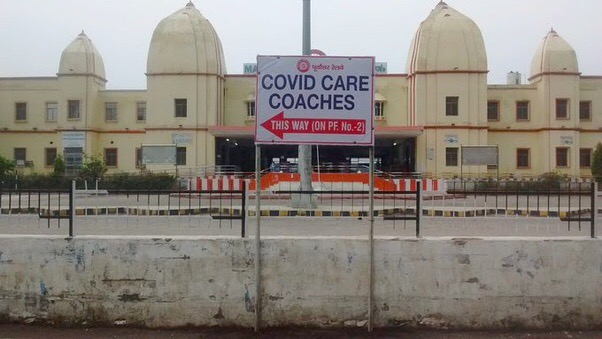 पूर्वोत्तर रेलवे
COVID CARE
COACHES
THIS WAY (ON PF. No.-2)